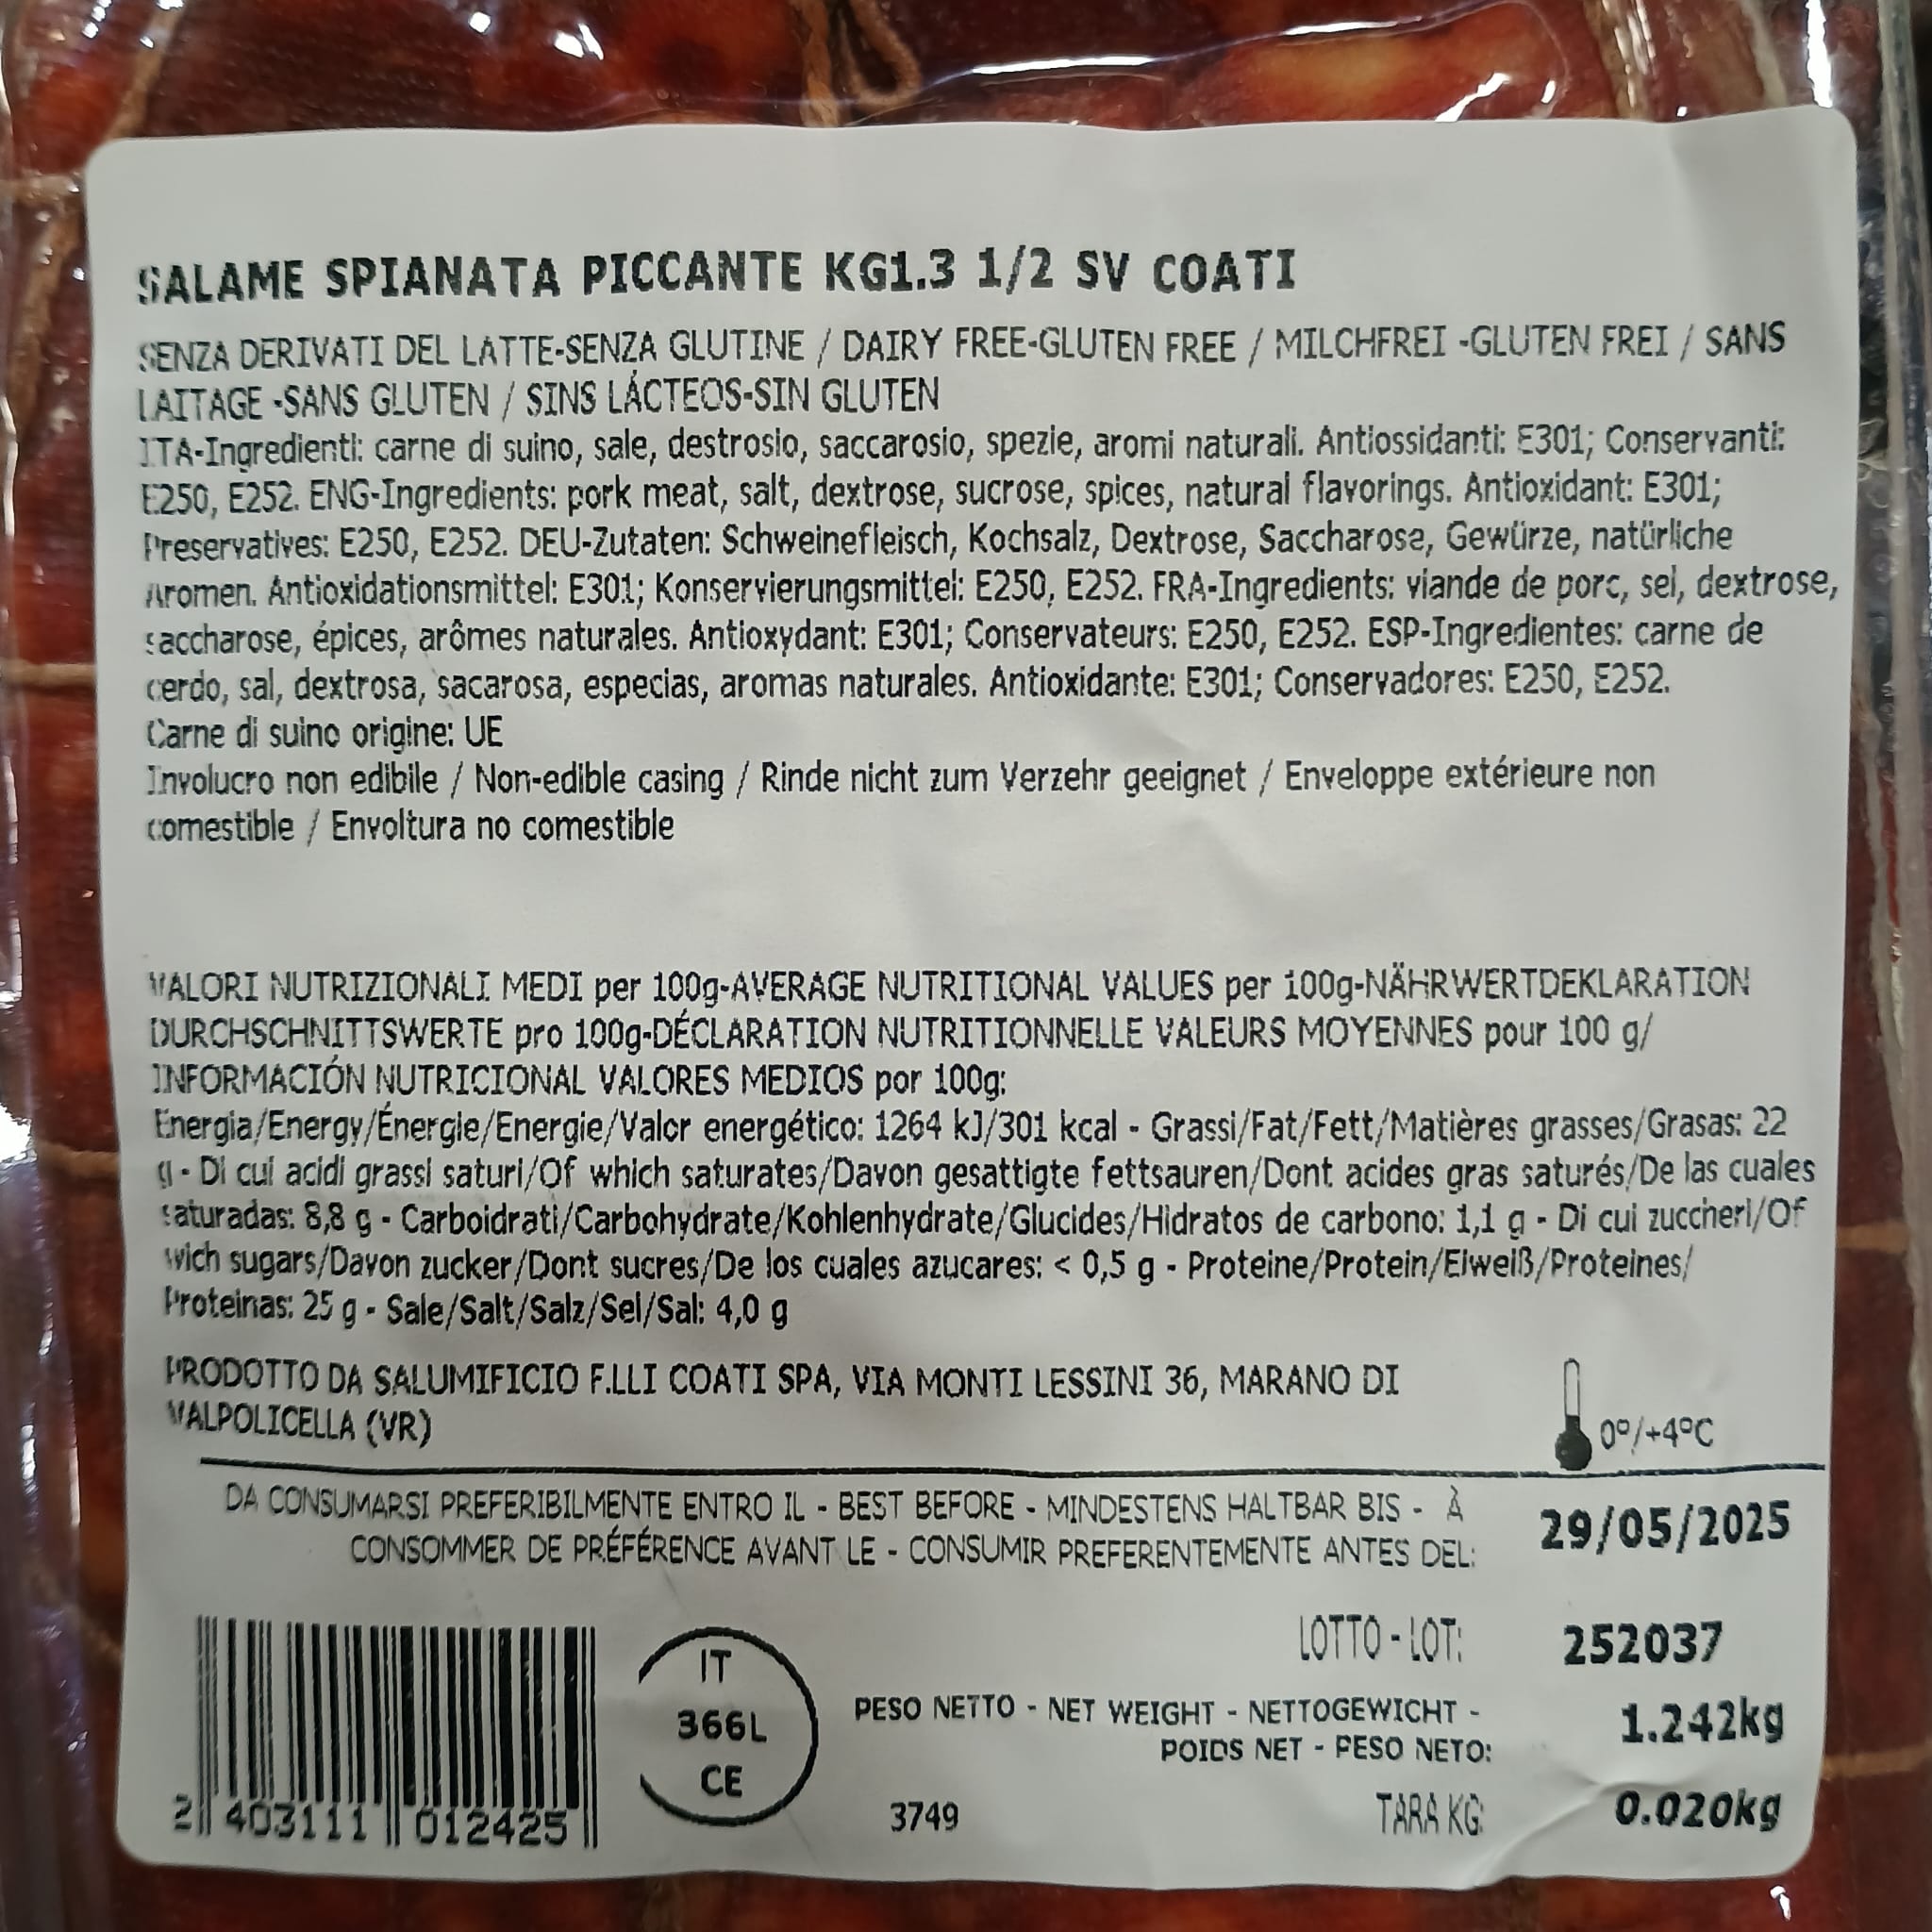 SALAME SPIANATA PICCANTE KG1.3 1/2 SV COATI
SENZA DERIVATI DEL LATTE-SENZA GLUTINE / DAIRY FREE-GLUTEN FREE / MILCHFREI -GLUTEN FREI / SANS
LAITAGE -SANS GLUTEN / SINS LÁCTEOS-SIN GLUTEN
ITA-Ingredienti: carne di suino, sale, destrosio, saccarosio, spezie, aromi naturali. Antiossidanti: E301; Conservanti:
E250, E252. ENG-Ingredients: pork meat, salt, dextrose, sucrose, spices, natural flavorings. Antioxidant: E301;
Preservatives: E250, E252. DEU-Zutaten: Schweinefleisch, Kochsalz, Dextrose, Saccharose, Gewürze, natürliche
Aromen. Antioxidationsmittel: E301; Konservierungsmittel: E250, E252. FRA-Ingredients: viande de porc, sel, dextrose,
saccharose, épices, arômes naturales. Antioxydant: E301; Conservateurs: E250, E252. ESP-Ingredientes: carne de
cerdo, sal, dextrosa, sacarosa, especias, aromas naturales. Antioxidante: E301; Conservadores: E250, E252.
Carne di suino origine: UE
Involucro non edibile / Non-edible casing / Rinde nicht zum Verzehr geeignet / Enveloppe extérieure non
comestible / Envoltura no comestible
VALORI NUTRIZIONALI MEDI per 100g-AVERAGE NUTRITIONAL VALUES per 100g-NÄHRWERTDEKLARATION
DURCHSCHNITTSWERTE pro 100g-DÉCLARATION NUTRITIONNELLE VALEURS MOYENNES pour 100 g/
INFORMACIÓN NUTRICIONAL VALORES MEDIOS por 100g:
Energia/Energy/Énergie/Energie/Valor energético: 1264 kJ/301 kcal - Grassi/Fat/Fett/Matières grasses/Grasas: 22
g - Di cui acidi grassi saturi/Of which saturates/Davon gesattigte fettsauren/Dont acides gras saturés/De las cuales
saturadas: 8,8 g - Carboidrati/Carbohydrate/Kohlenhydrate/Glucides/Hidratos de carbono: 1,1 g - Di cui zuccheri/Of
wich sugars/Davon zucker/Dont sucres/De los cuales azucares: < 0,5 g - Proteine/Protein/Eiweiß/Proteines/
Proteinas: 25 g - Sale/Salt/Salz/Sel/Sal: 4,0 g
PRODOTTO DA SALUMIFICIO F.LLI COATI SPA, VIA MONTI LESSINI 36, MARANO DI
VALPOLICELLA (VR)
0°/+4°C
DA CONSUMARSI PREFERIBILMENTE ENTRO IL - BEST BEFORE - MINDESTENS HALTBAR BIS - À
CONSOMMER DE PRÉFÉRENCE AVANT LE - CONSUMIR PREFERENTEMENTE ANTES DEL:
29/05/2025
LOTTO - LOT: 252037
IT
366L
CE
PESO NETTO - NET WEIGHT - NETTOGEWICHT -
POIDS NET - PESO NETO:
1.242kg
3749
TARA KG: 0.020kg
2 403111 012425